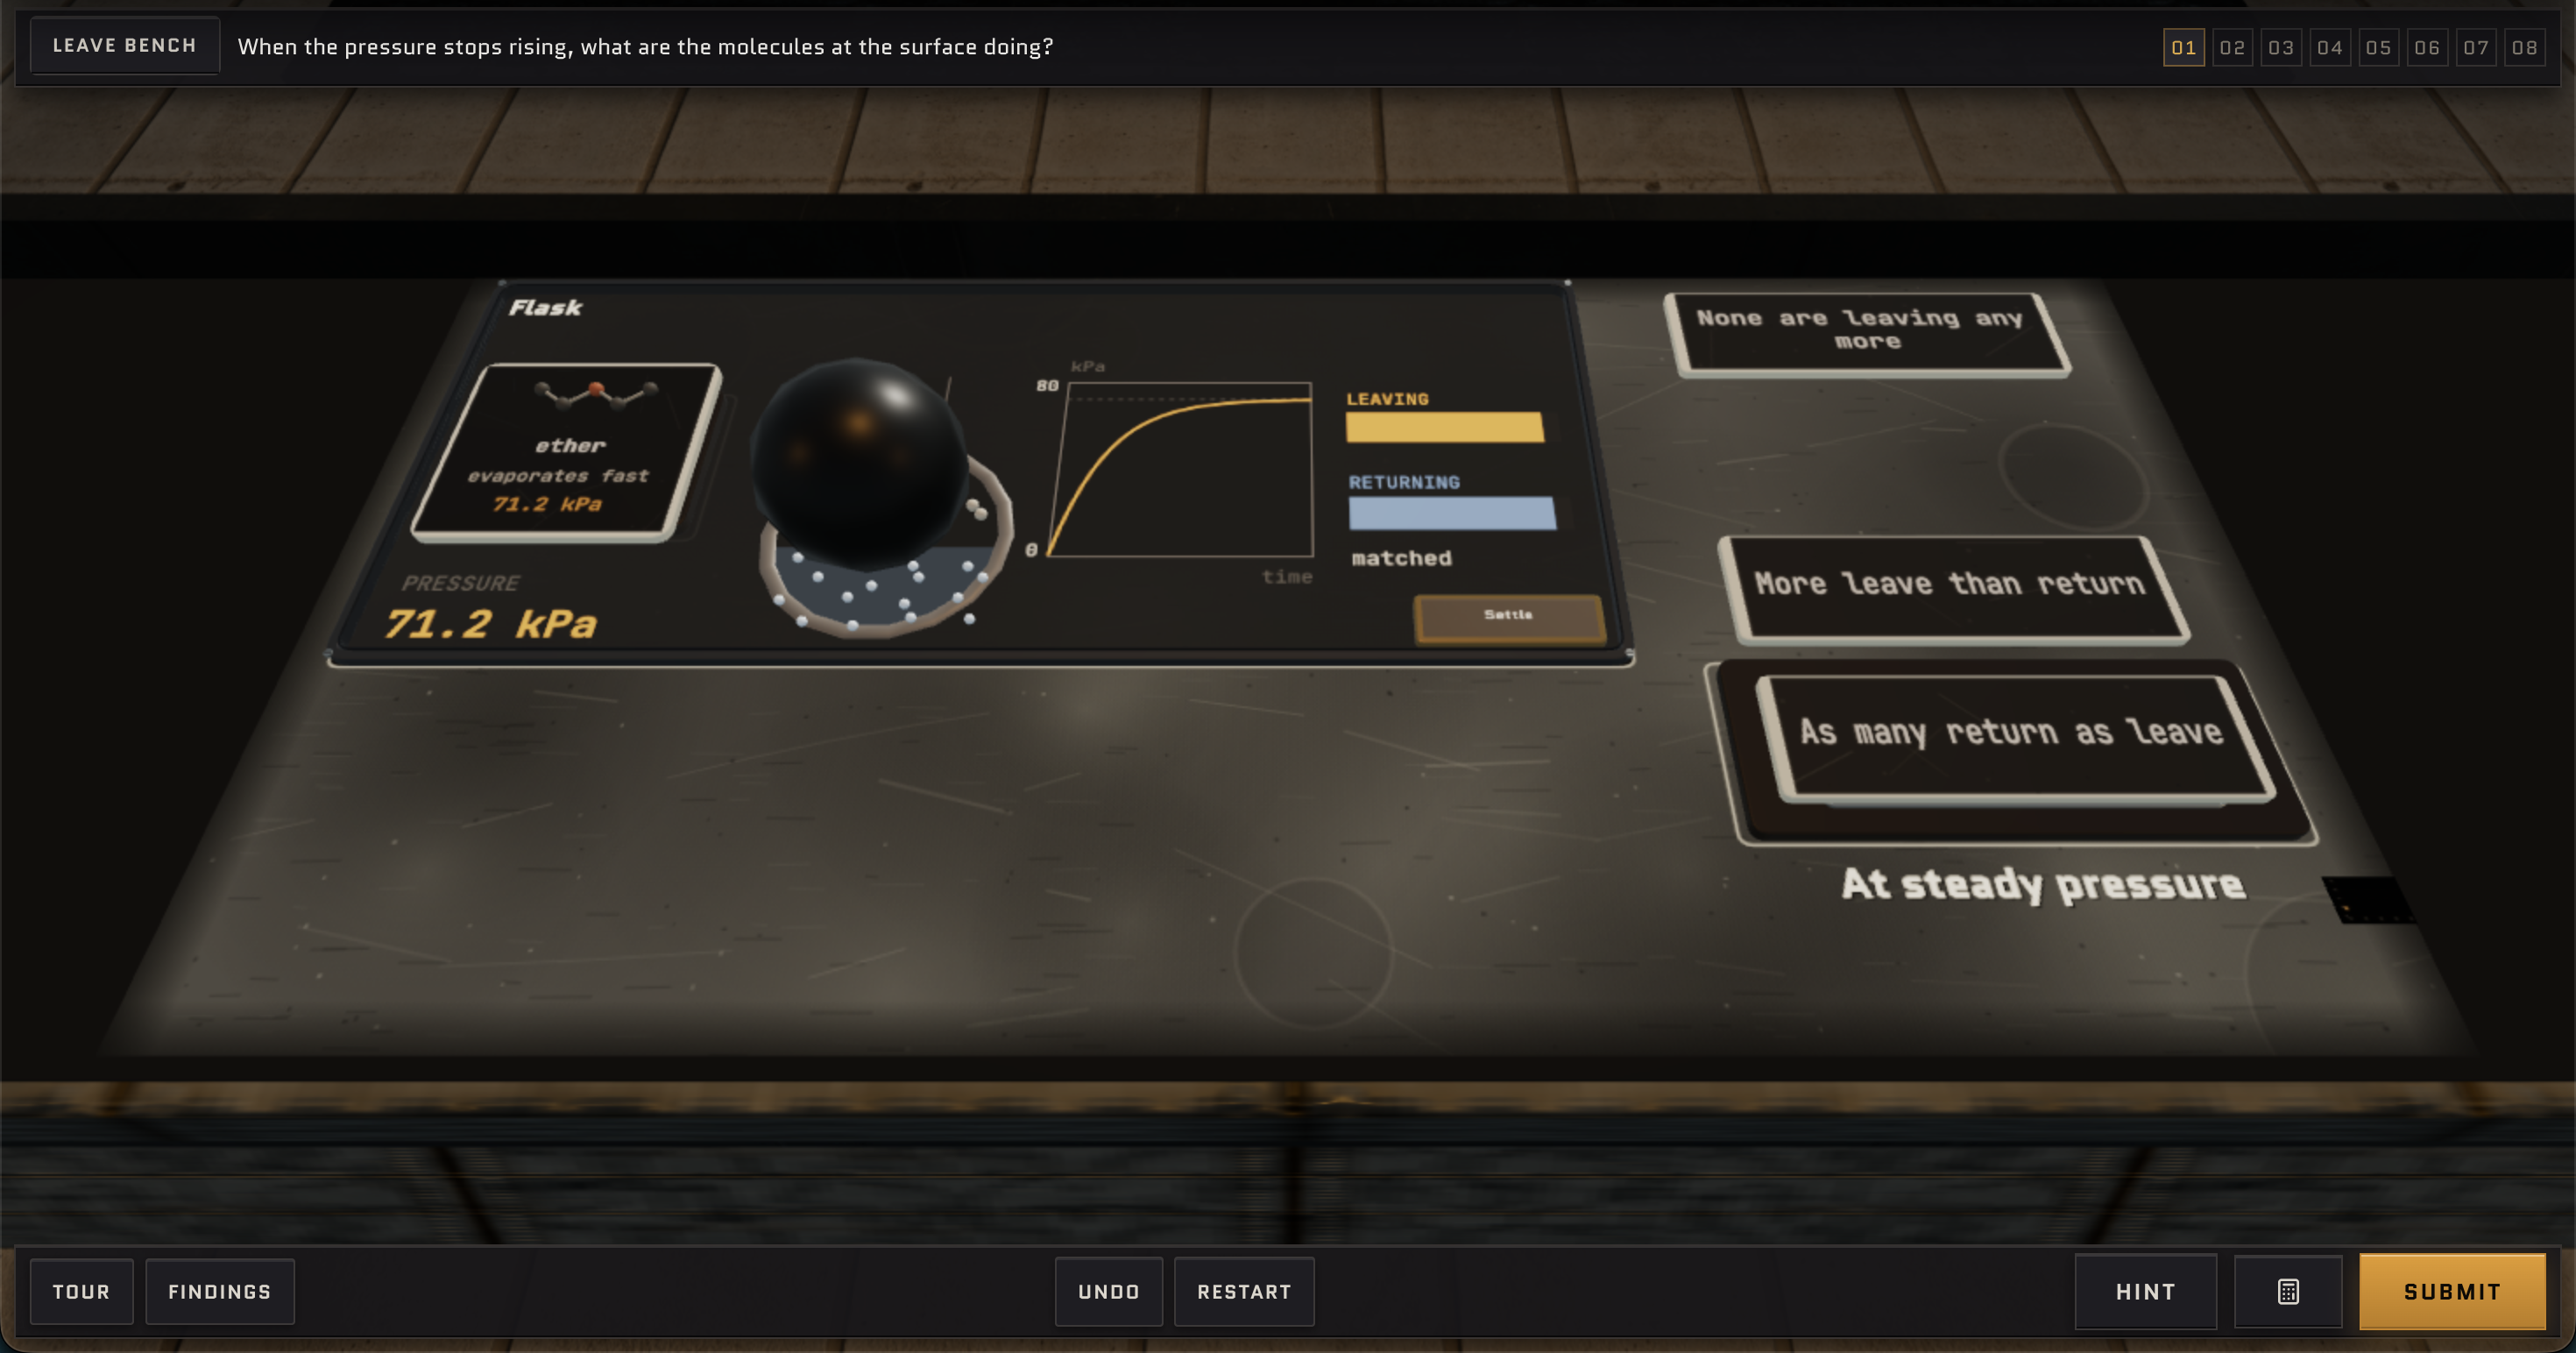 LEAVE BENCH
When the pressure stops rising, what are the molecules at the surface doing?
01 02 03 04 05 06 07 08
Flask
ether
evaporates fast
71.2 kPa
PRESSURE
71.2 kPa
kPa
80
0
time
LEAVING
RETURNING
matched
Settle
None are leaving any
more
More leave than return
As many return as leave
At steady pressure
TOUR
FINDINGS
UNDO
RESTART
HINT
SUBMIT